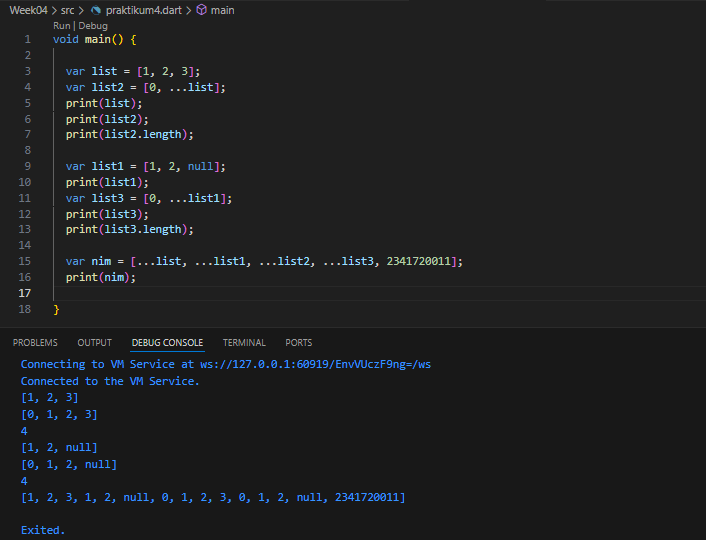 Week04 > src > praktikum4.dart > main
Run | Debug
1 void main() {
2
3 var list = [1, 2, 3];
4 var list2 = [0, ...list];
5 print(list);
6 print(list2);
7 print(list2.length);
8
9 var list1 = [1, 2, null];
10 print(list1);
11 var list3 = [0, ...list1];
12 print(list3);
13 print(list3.length);
14
15 var nim = [...list, ...list1, ...list2, ...list3, 2341720011];
16 print(nim);
17
18 }
PROBLEMS OUTPUT DEBUG CONSOLE TERMINAL PORTS
Connecting to VM Service at ws://127.0.0.1:60919/EnvVUczF9ng=/ws
Connected to the VM Service.
[1, 2, 3]
[0, 1, 2, 3]
4
[1, 2, null]
[0, 1, 2, null]
4
[1, 2, 3, 1, 2, null, 0, 1, 2, 3, 0, 1, 2, null, 2341720011]
Exited.